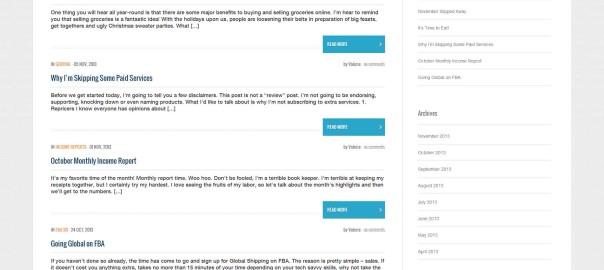 One thing you will hear all year-round is that there are some major benefits to buying and selling groceries online. I'm hear to remind
you that selling groceries is a fantastic idea! With the holidays upon us, people are loosening their belts in preparation of big feasts,
get togethers and ugly Christmas sweater parties. What [...]
READ MORE
IN GENERAL · 05 NOV, 2013
by Valerie · no comments
Why I'm Skipping Some Paid Services
Before we get started today, I'm going to tell you a few disclaimers. This post is not a "review" post. I'm not going to be endorsing,
supporting, knocking down or even naming products. What I'd like to talk about is why I'm not subscribing to extra services. 1.
Repricers I know everyone has opinions about [...]
READ MORE
IN INCOME REPORTS · 01 NOV, 2013
by Valerie · no comments
October Monthly Income Report
It's my favorite time of the month! Monthly report time. Woo hoo. Don't be fooled, I'm a terrible book keeper. I'm terrible at keeping my
receipts together, but I certainly try my hardest. I love seeing the fruits of my labor, so let's talk about the month's highlights and then
we'll get to the numbers. [...]
READ MORE
24 OCT, 2013
by Valerie · no comments
Going Global on FBA
If you haven't done so already, the time has come to go and sign up for Global Shipping on FBA. The reason is pretty simple – sales. If
it doesn't cost you anything extra, takes no more than 15 minutes of your time depending on your tech savvy skills, why not take the
November Slipped Away
It's Time to Eat!
Why I'm Skipping Some Paid Services
October Monthly Income Report
Going Global on FBA
Archives
November 2013
October 2013
September 2013
August 2013
July 2013
June 2013
May 2013
April 2013